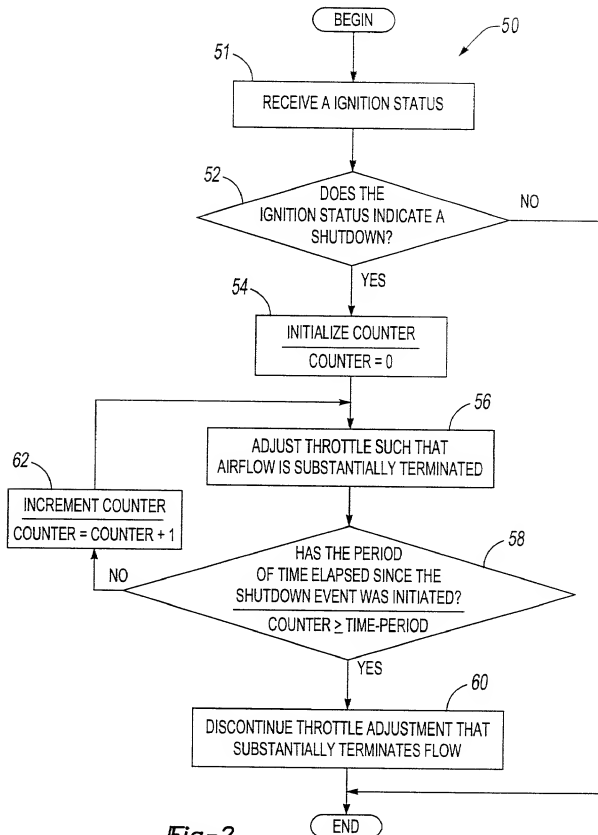 BEGIN
50
51
RECEIVE A IGNITION STATUS
52
DOES THE
IGNITION STATUS INDICATE A
SHUTDOWN?
NO
YES
54
INITIALIZE COUNTER
COUNTER = 0
56
ADJUST THROTTLE SUCH THAT
AIRFLOW IS SUBSTANTIALLY TERMINATED
62
INCREMENT COUNTER
COUNTER = COUNTER + 1
58
HAS THE PERIOD
OF TIME ELAPSED SINCE THE
SHUTDOWN EVENT WAS INITIATED?
COUNTER ≥ TIME-PERIOD
NO
YES
60
DISCONTINUE THROTTLE ADJUSTMENT THAT
SUBSTANTIALLY TERMINATES FLOW
END
Fig-2